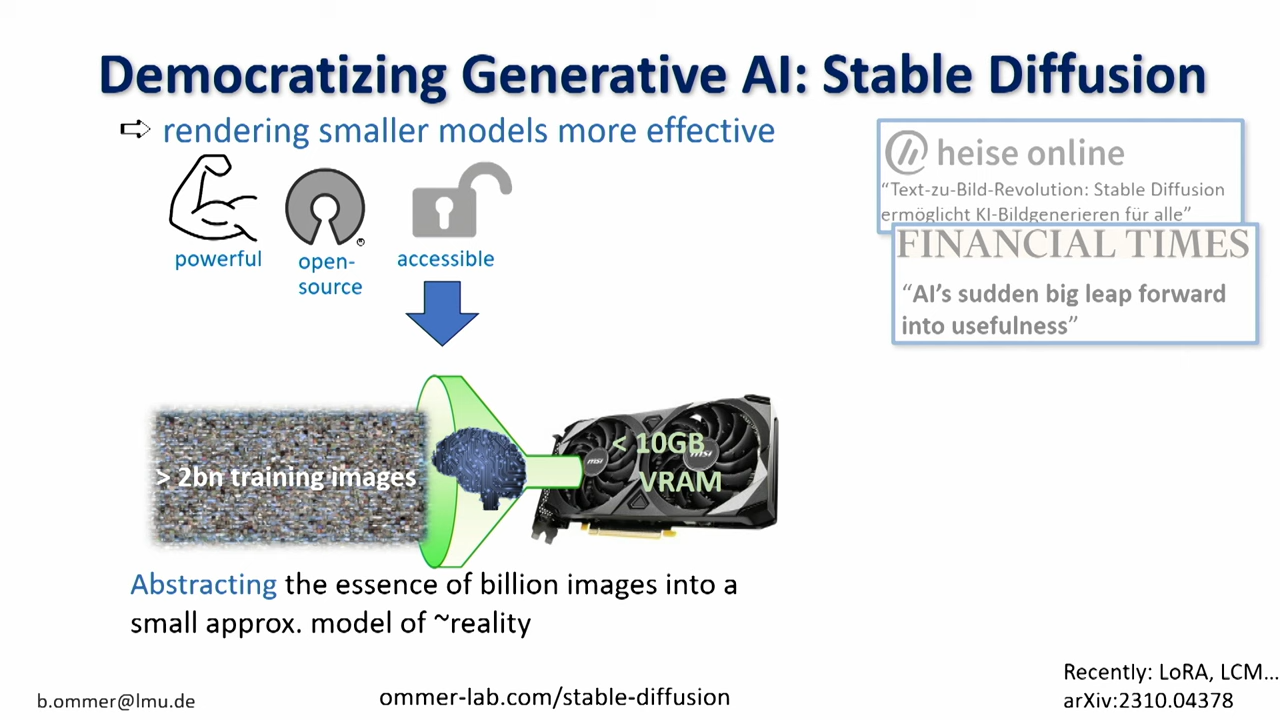 Democratizing Generative AI: Stable Diffusion
➩ rendering smaller models more effective
heise online
“Text-zu-Bild-Revolution: Stable Diffusion
ermöglicht KI-Bildgenerieren für alle”
FINANCIAL TIMES
“AI’s sudden big leap forward
into usefulness”
powerful
open-
source
accessible
> 2bn training images
< 10GB
VRAM
msi
msi
Abstracting the essence of billion images into a
small approx. model of ~reality
Recently: LoRA, LCM...
arXiv:2310.04378
b.ommer@lmu.de
ommer-lab.com/stable-diffusion